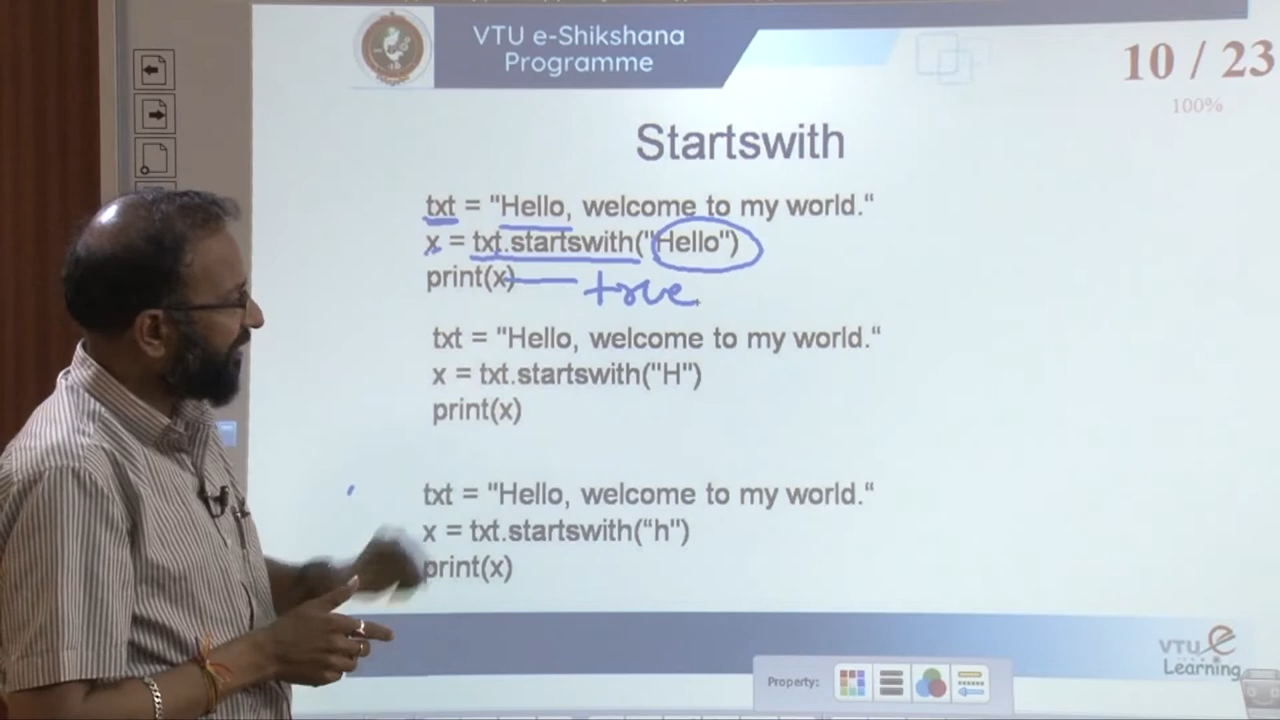 VTU e-Shikshana
Programme
10 / 23
100%
Startswith
txt = "Hello, welcome to my world.“
x = txt.startswith("Hello")
print(x)
true
txt = "Hello, welcome to my world.“
x = txt.startswith("H")
print(x)
txt = "Hello, welcome to my world.“
x = txt.startswith(“h")
print(x)
VTU e
Learning
Property: